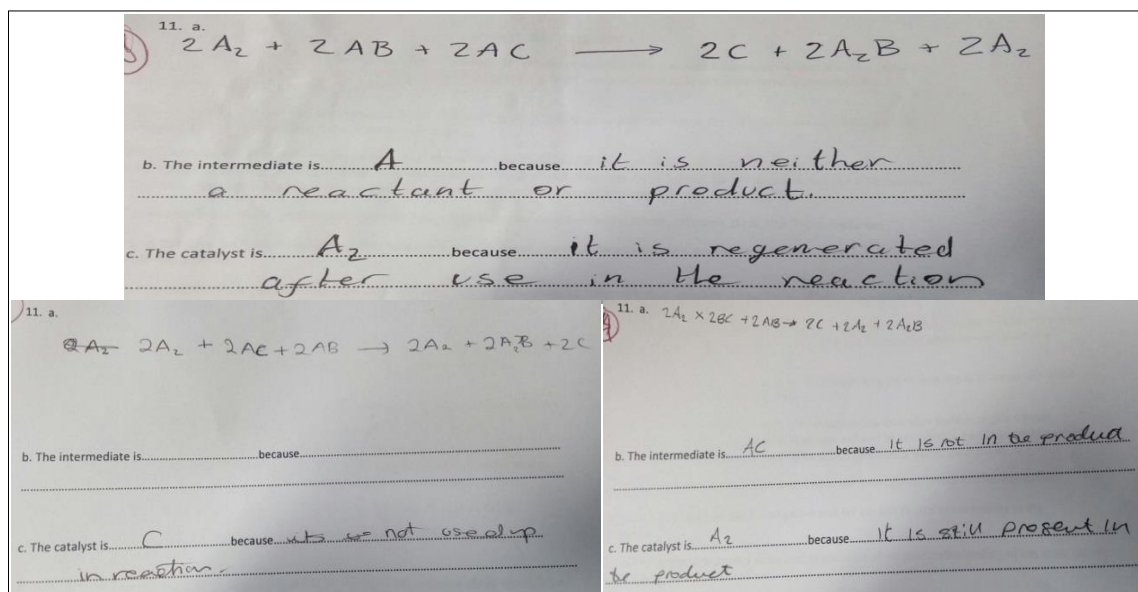 11. a.
2A₂ + 2AB + 2AC ⟶ 2C + 2A₂B + 2A₂
b. The intermediate is........A..............because....it is neither
a reactant or product.
c. The catalyst is........A₂..............because....it is regenerated
after use in the reaction
11. a.
2A₂ + 2AC + 2AB → 2A₂ + 2A₂B + 2C
b. The intermediate is..............................because..............................
c. The catalyst is........C..............because....its not used up
in reaction.
11. a. 2A₂ × 2BC + 2AB → 2C + 2A₂ + 2A₂B
b. The intermediate is....AC..............because..It is not in the product
c. The catalyst is....A₂..............because....It is still present in
the product